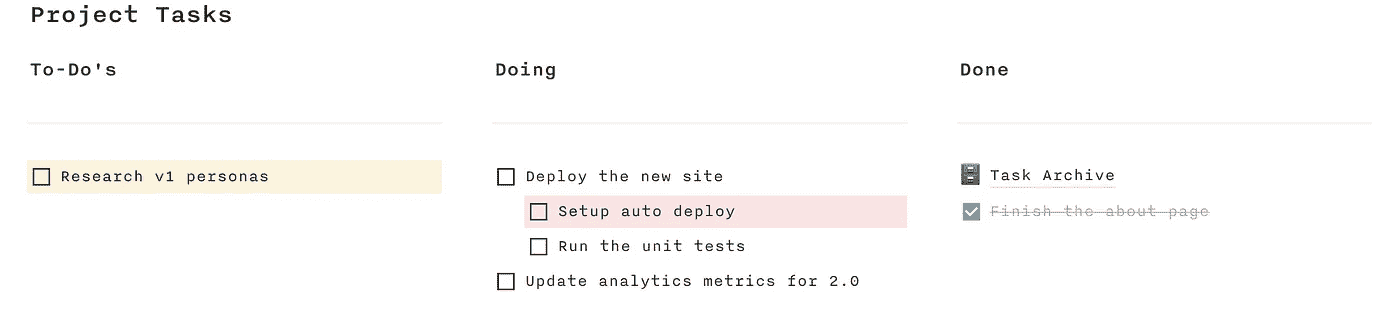 Project Tasks
To-Do's
Research v1 personas
Doing
Deploy the new site
Setup auto deploy
Run the unit tests
Update analytics metrics for 2.0
Done
Task Archive
Finish the about page